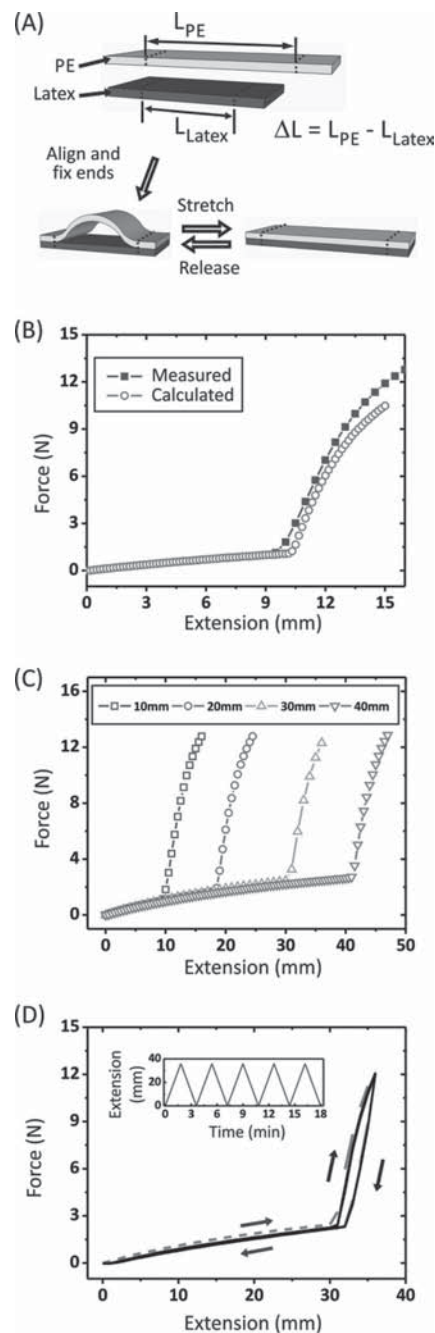 (A)
L_PE
PE
Latex
L_Latex
ΔL = L_PE - L_Latex
Align and
fix ends
Stretch
Release
(B)
15
12
9
6
3
0
Force (N)
Measured
Calculated
0 3 6 9 12 15
Extension (mm)
(C)
16
12
8
4
0
Force (N)
10mm 20mm 30mm 40mm
0 10 20 30 40 50
Extension (mm)
(D)
15
12
9
6
3
0
Force (N)
Extension
(mm)
40
20
0
0 3 6 9 12 15 18
Time (min)
0 10 20 30 40
Extension (mm)